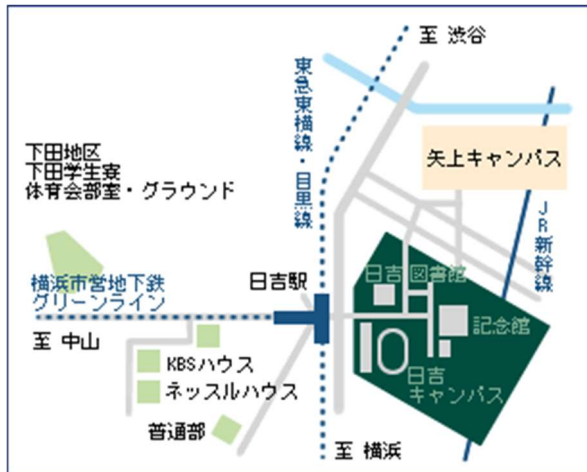 至 渋谷
東急東横線・目黒線
下田地区
下田学生寮
体育会部室・グラウンド
矢上キャンパス
JR新幹線
横浜市営地下鉄
グリーンライン
日吉駅
日吉図書館
記念館
至 中山
KBSハウス
ネッスルハウス
日吉
キャンパス
普通部
至 横浜